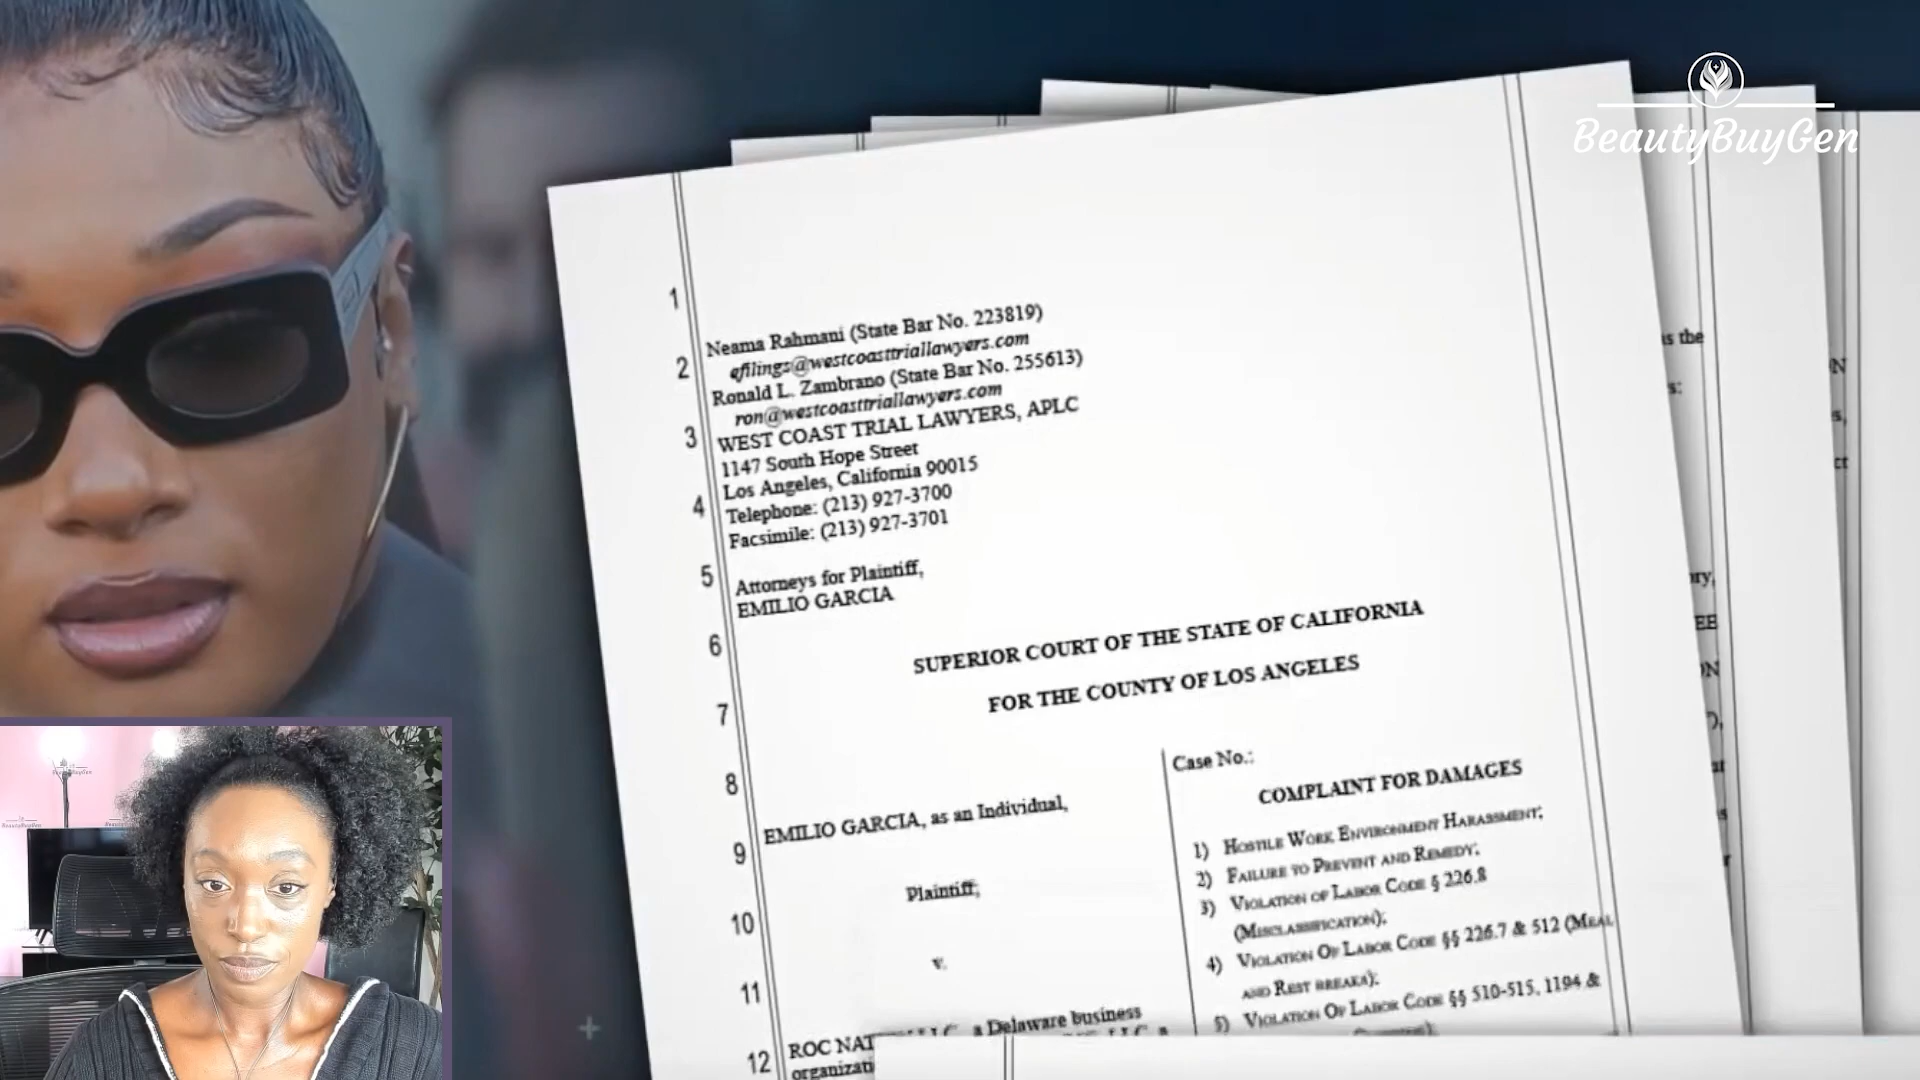 BeautyBuyGen
1
Neama Rahmani (State Bar No. 223819)
efilings@westcoasttriallawyers.com
2
Ronald L. Zambrano (State Bar No. 255613)
ron@westcoasttriallawyers.com
3
WEST COAST TRIAL LAWYERS, APLC
1147 South Hope Street
Los Angeles, California 90015
4
Telephone: (213) 927-3700
Facsimile: (213) 927-3701
5
Attorneys for Plaintiff,
EMILIO GARCIA
6
SUPERIOR COURT OF THE STATE OF CALIFORNIA
7
FOR THE COUNTY OF LOS ANGELES
8
9
EMILIO GARCIA, as an Individual,
10
Plaintiff,
v.
11
12
ROC
a Delaware business
Case No.:
COMPLAINT FOR DAMAGES
1) HOSTILE WORK ENVIRONMENT HARASSMENT;
2) FAILURE TO PREVENT AND REMEDY;
3) VIOLATION OF LABOR CODE § 226.8
(MISCLASSIFICATION);
4) VIOLATION OF LABOR CODE §§ 226.7 & 512 (MEAL
AND REST BREAKA);
5) VIOLATION OF LABOR CODE §§ 510-515, 1194 &
as the